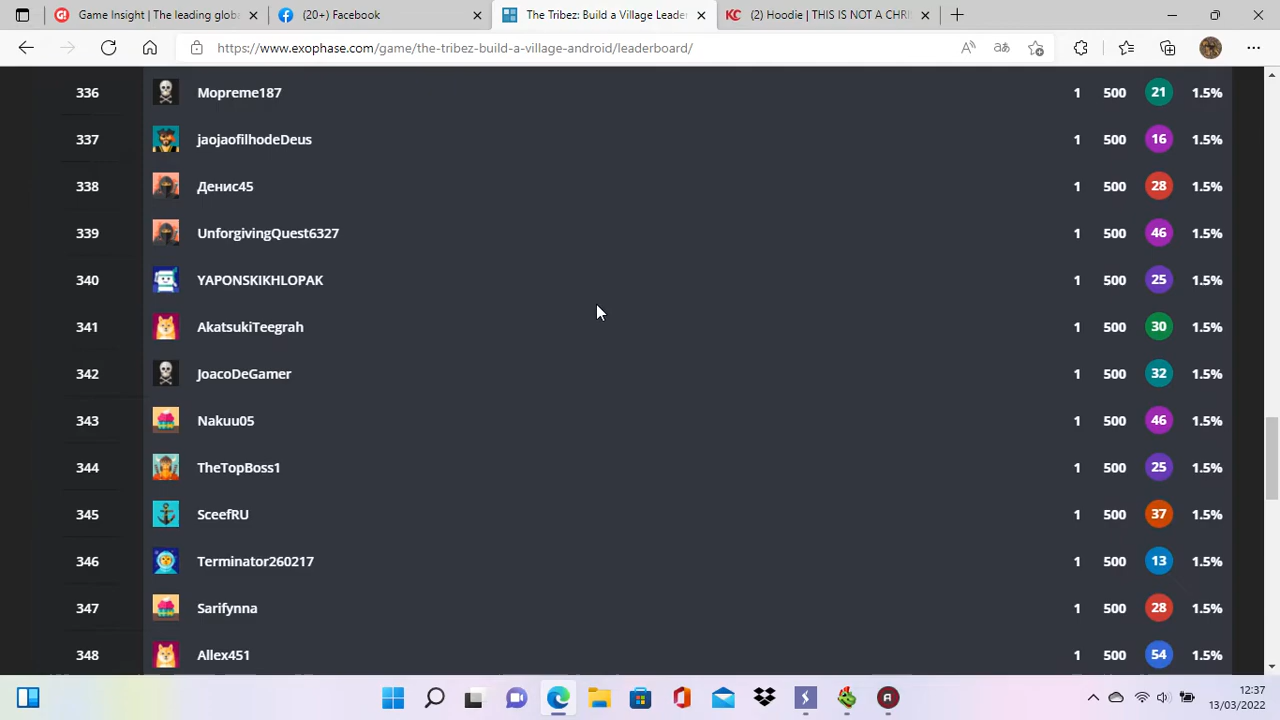 Game Insight | The leading globa
(20+) Facebook
The Tribez: Build a Village Leader
(2) Hoodie | THIS IS NOT A CHRI
https://www.exophase.com/game/the-tribez-build-a-village-android/leaderboard/
336 Mopreme187 1 500 21 1.5%
337 jaojaofilhodeDeus 1 500 16 1.5%
338 Денис45 1 500 28 1.5%
339 UnforgivingQuest6327 1 500 46 1.5%
340 YAPONSKIKHLOPAK 1 500 25 1.5%
341 AkatsukiTeegrah 1 500 30 1.5%
342 JoacoDeGamer 1 500 32 1.5%
343 Nakuu05 1 500 46 1.5%
344 TheTopBoss1 1 500 25 1.5%
345 SceefRU 1 500 37 1.5%
346 Terminator260217 1 500 13 1.5%
347 Sarifynna 1 500 28 1.5%
348 Allex451 1 500 54 1.5%
12:37
13/03/2022